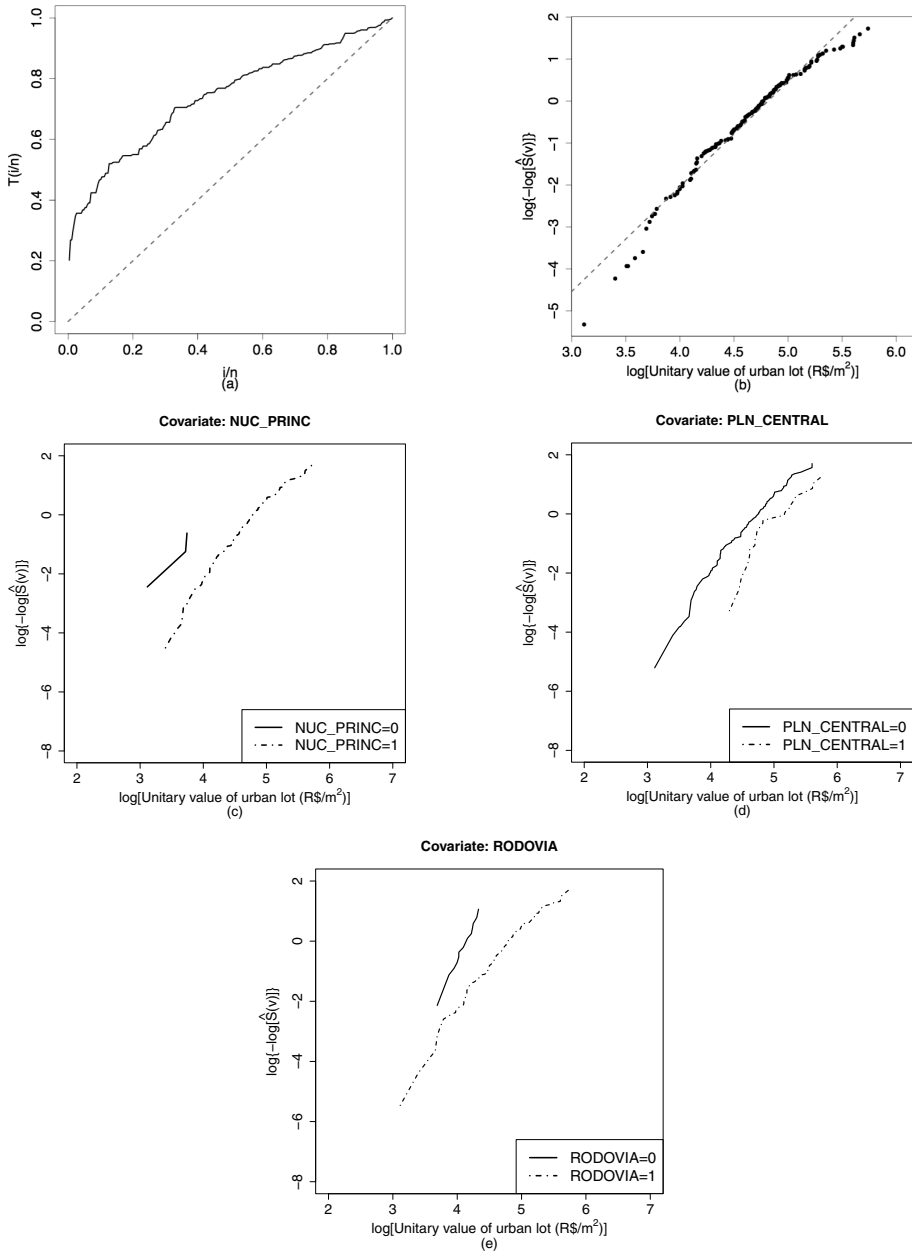 1.0
0.8
0.6
0.4
0.2
0.0
T(i/n)
0.0 0.2 0.4 0.6 0.8 1.0
i/n
(a)
2
1
0
−1
−2
−3
−4
−5
log{−log[Ŝ(v)]}
3.0 3.5 4.0 4.5 5.0 5.5 6.0
log[Unitary value of urban lot (R$/m²)]
(b)
Covariate: NUC_PRINC
2
0
−2
−4
−6
−8
log{−log[Ŝ(v)]}
NUC_PRINC=0
NUC_PRINC=1
2 3 4 5 6 7
log[Unitary value of urban lot (R$/m²)]
(c)
Covariate: PLN_CENTRAL
2
0
−2
−4
−6
−8
log{−log[Ŝ(v)]}
PLN_CENTRAL=0
PLN_CENTRAL=1
2 3 4 5 6 7
log[Unitary value of urban lot (R$/m²)]
(d)
Covariate: RODOVIA
2
0
−2
−4
−6
−8
log{−log[Ŝ(v)]}
RODOVIA=0
RODOVIA=1
2 3 4 5 6 7
log[Unitary value of urban lot (R$/m²)]
(e)